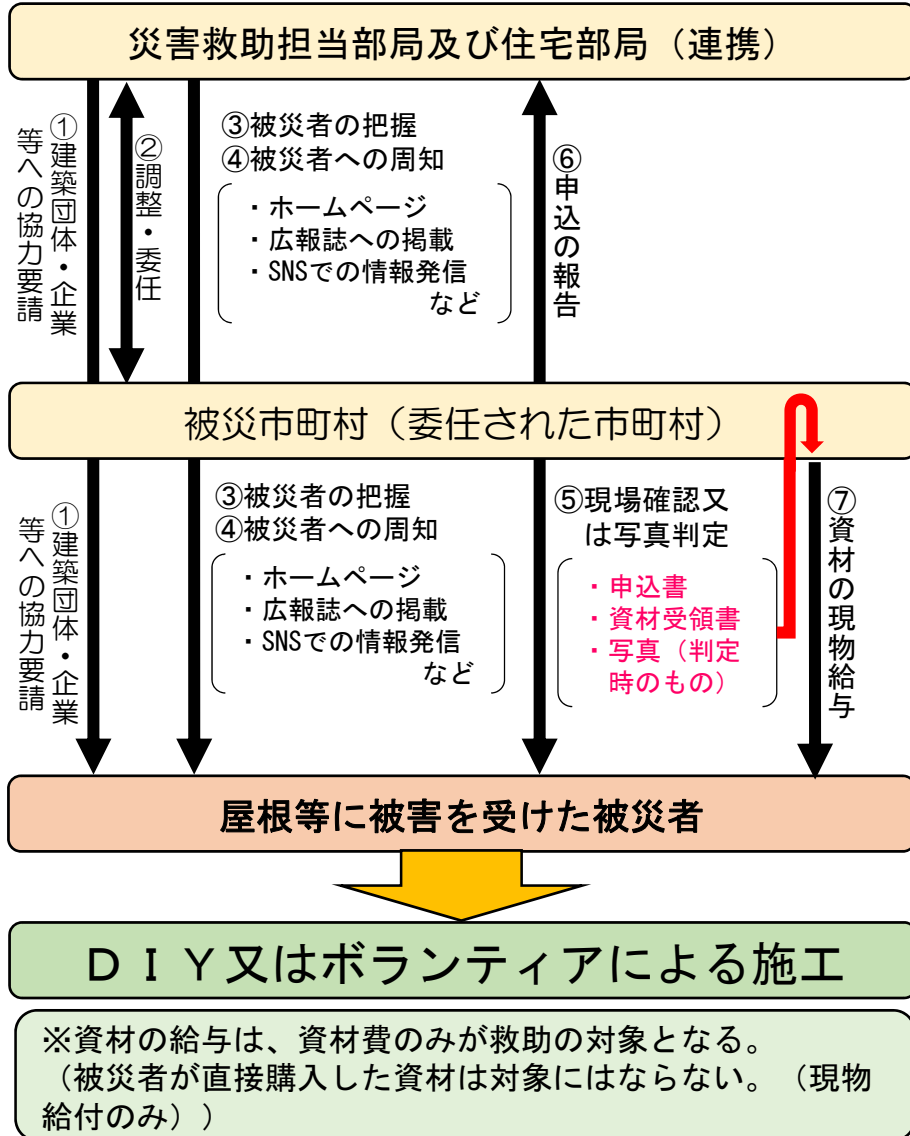 災害救助担当部局及び住宅部局（連携）
①建築団体・企業
等への協力要請
②調整・委任
③被災者の把握
④被災者への周知
・ホームページ
・広報誌への掲載
・SNSでの情報発信
など
⑥申込の報告
被災市町村（委任された市町村）
①建築団体・企業
等への協力要請
③被災者の把握
④被災者への周知
・ホームページ
・広報誌への掲載
・SNSでの情報発信
など
⑤現場確認又
は写真判定
・申込書
・資材受領書
・写真（判定
時のもの）
⑦資材の現物給与
屋根等に被害を受けた被災者
ＤＩＹ又はボランティアによる施工
※資材の給与は、資材費のみが救助の対象となる。
（被災者が直接購入した資材は対象にはならない。（現物
給付のみ））